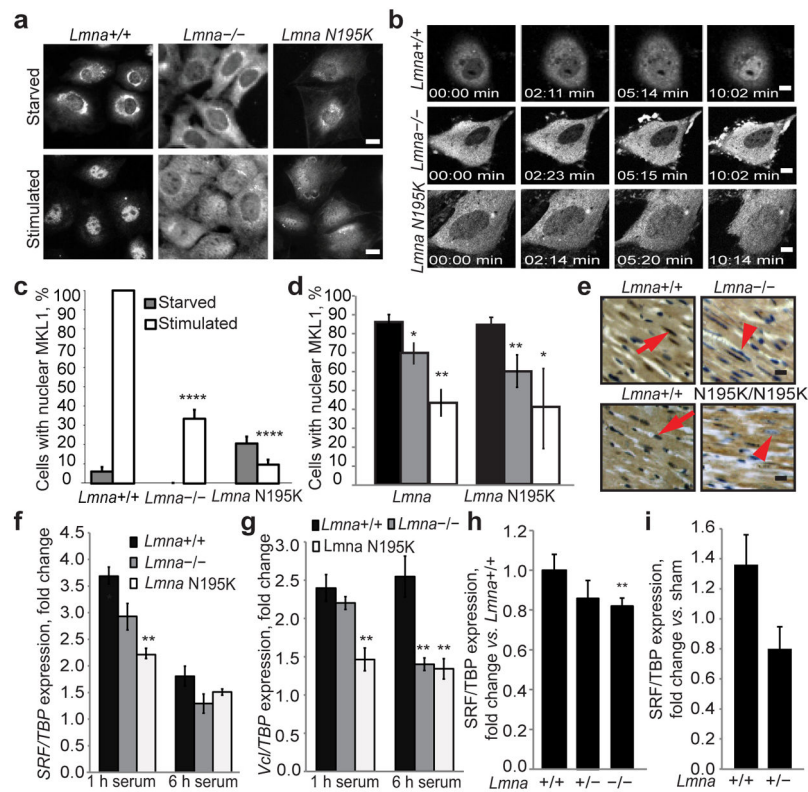 a
Lmna+/+
Lmna−/−
Lmna N195K
Starved
Stimulated
b
Lmna+/+
00:00 min
02:11 min
05:14 min
10:02 min
Lmna−/−
00:00 min
02:23 min
05:15 min
10:02 min
Lmna N195K
00:00 min
02:14 min
05:20 min
10:14 min
c
Cells with nuclear MKL1, %
100
90
80
70
60
50
40
30
20
10
0
Starved
Stimulated
****
****
Lmna+/+
Lmna−/−
Lmna N195K
d
Cells with nuclear MKL1, %
100
90
80
70
60
50
40
30
20
10
0
*
**
**
*
Lmna
Lmna N195K
e
Lmna+/+
Lmna−/−
Lmna+/+
N195K/N195K
f
SRF/TBP expression, fold change
4.5
4.0
3.5
3.0
2.5
2.0
1.5
1.0
0.5
0.0
Lmna+/+
Lmna−/−
Lmna N195K
**
1 h serum
6 h serum
g
Vcl/TBP expression, fold change
2.5
2.0
1.5
1.0
0.5
0.0
Lmna+/+
Lmna−/−
Lmna N195K
**
**
**
1 h serum
6 h serum
h
SRF/TBP expression,
fold change vs. Lmna+/+
1.2
1.0
0.8
0.6
0.4
0.2
0.0
**
Lmna
+/+
+/−
−/−
i
SRF/TBP expression,
fold change vs. sham
1.6
1.4
1.2
1.0
0.8
0.6
0.4
0.2
0.0
Lmna
+/+
+/−